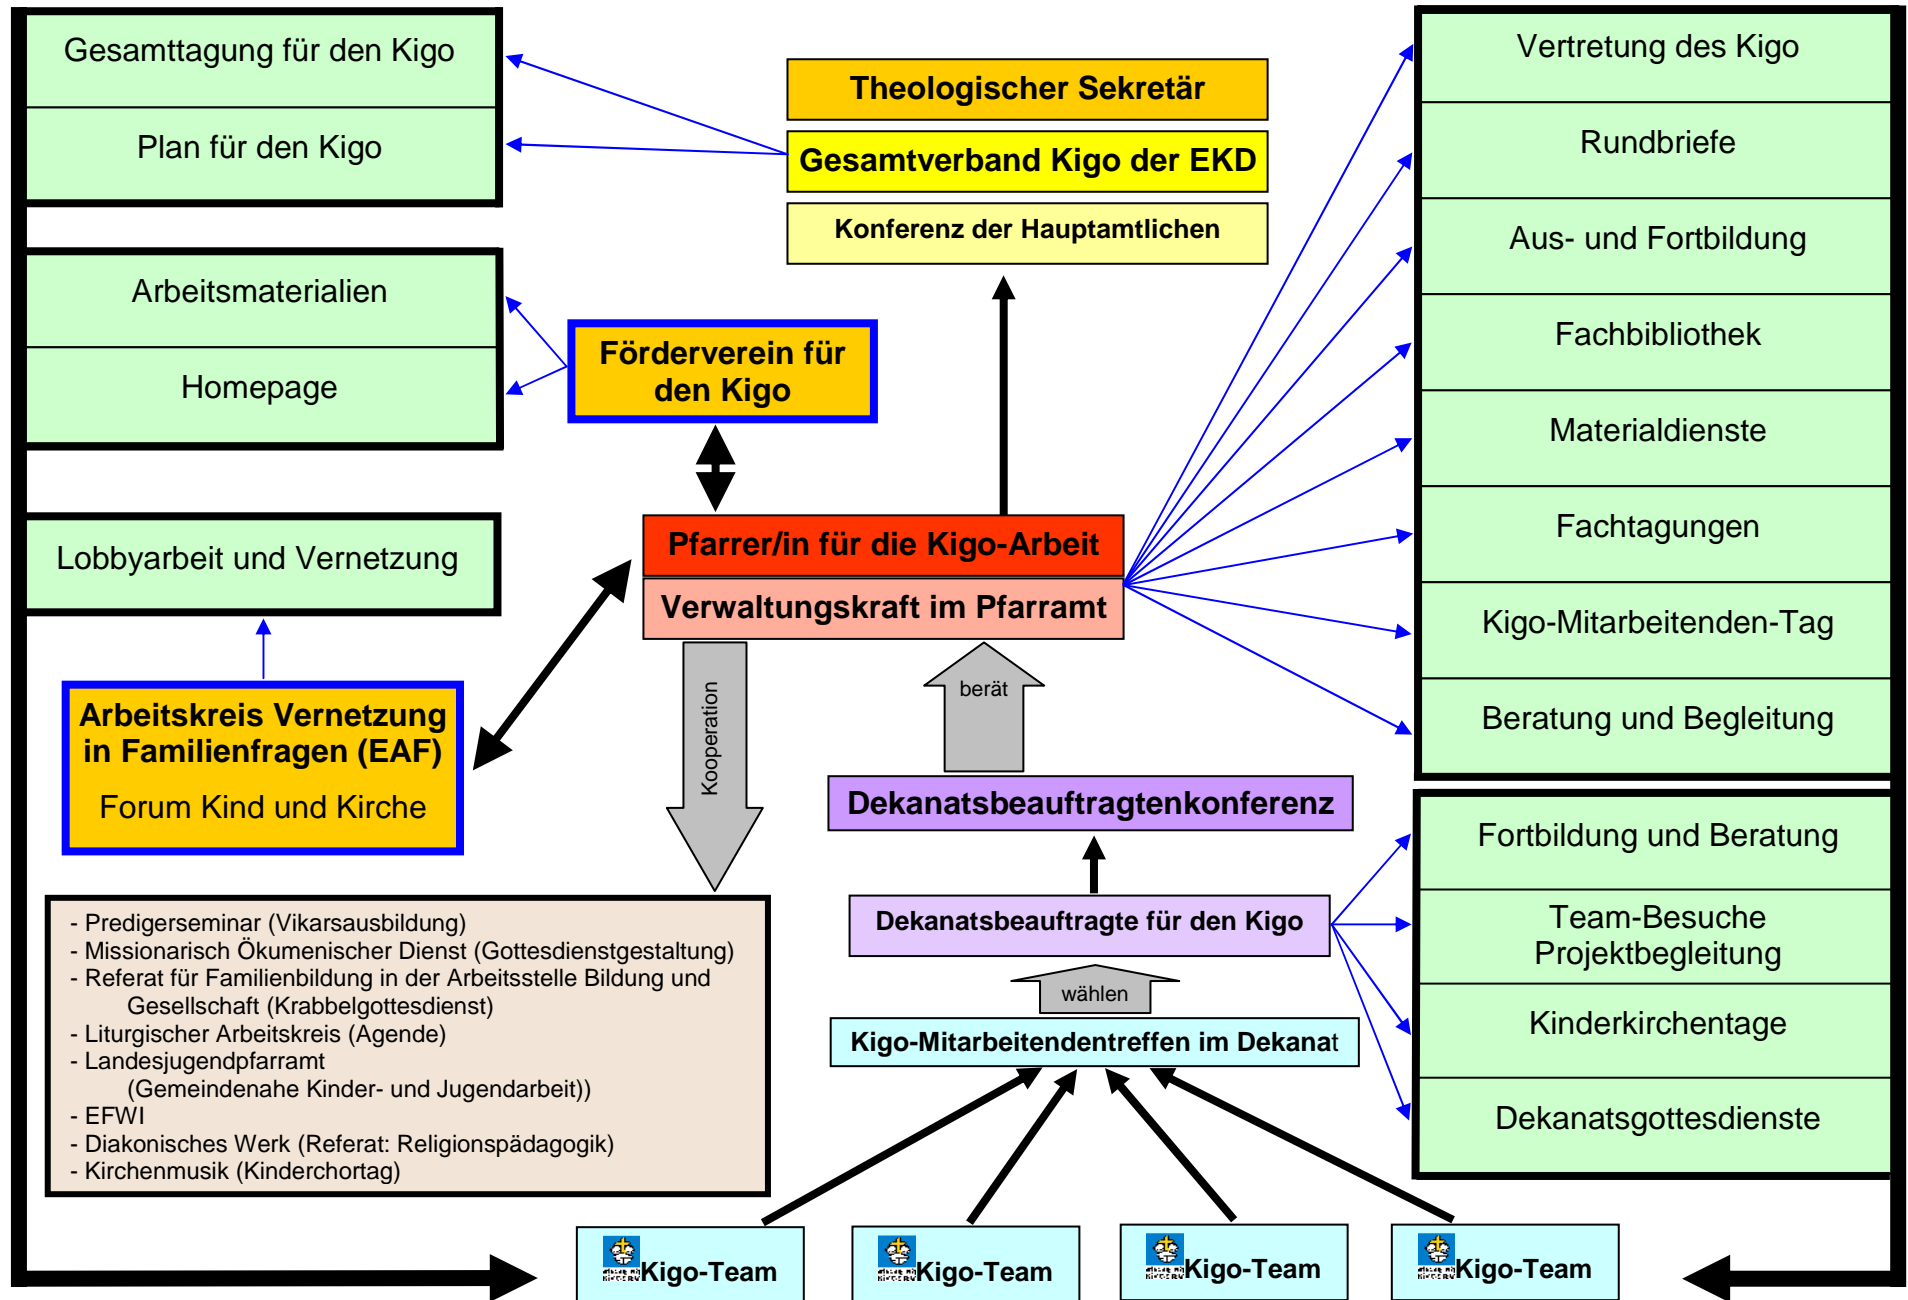 Gesamttagung für den Kigo
Plan für den Kigo
Arbeitsmaterialien
Homepage
Lobbyarbeit und Vernetzung
Arbeitskreis Vernetzung
in Familienfragen (EAF)
Forum Kind und Kirche
Theologischer Sekretär
Gesamtverband Kigo der EKD
Konferenz der Hauptamtlichen
Förderverein für
den Kigo
Pfarrer/in für die Kigo-Arbeit
Verwaltungskraft im Pfarramt
Kooperation
berät
Dekanatsbeauftragtenkonferenz
Dekanatsbeauftragte für den Kigo
wählen
Kigo-Mitarbeitendentreffen im Dekanat
- Predigerseminar (Vikarsausbildung)
- Missionarisch Ökumenischer Dienst (Gottesdienstgestaltung)
- Referat für Familienbildung in der Arbeitsstelle Bildung und
Gesellschaft (Krabbelgottesdienst)
- Liturgischer Arbeitskreis (Agende)
- Landesjugendpfarramt
(Gemeindenahe Kinder- und Jugendarbeit))
- EFWI
- Diakonisches Werk (Referat: Religionspädagogik)
- Kirchenmusik (Kinderchortag)
Vertretung des Kigo
Rundbriefe
Aus- und Fortbildung
Fachbibliothek
Materialdienste
Fachtagungen
Kigo-Mitarbeitenden-Tag
Beratung und Begleitung
Fortbildung und Beratung
Team-Besuche
Projektbegleitung
Kinderkirchentage
Dekanatsgottesdienste
Kigo-Team
Kigo-Team
Kigo-Team
Kigo-Team